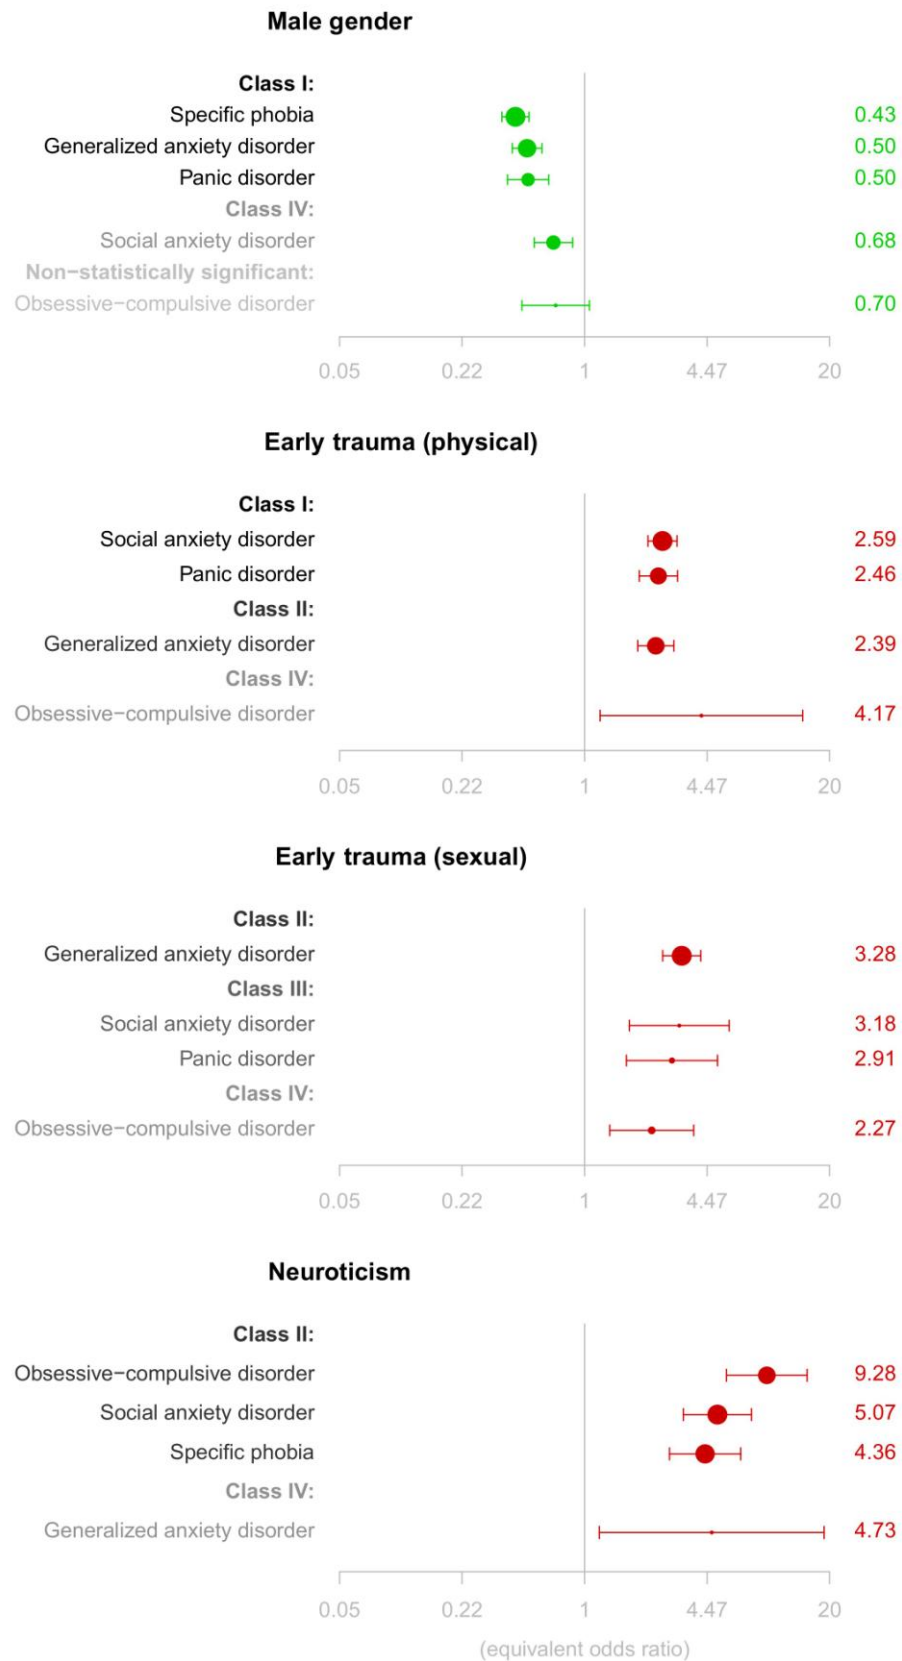 Male gender
Class I:
Specific phobia 0.43
Generalized anxiety disorder 0.50
Panic disorder 0.50
Class IV:
Social anxiety disorder 0.68
Non−statistically significant:
Obsessive−compulsive disorder 0.70
0.05 0.22 1 4.47 20
Early trauma (physical)
Class I:
Social anxiety disorder 2.59
Panic disorder 2.46
Class II:
Generalized anxiety disorder 2.39
Class IV:
Obsessive−compulsive disorder 4.17
0.05 0.22 1 4.47 20
Early trauma (sexual)
Class II:
Generalized anxiety disorder 3.28
Class III:
Social anxiety disorder 3.18
Panic disorder 2.91
Class IV:
Obsessive−compulsive disorder 2.27
0.05 0.22 1 4.47 20
Neuroticism
Class II:
Obsessive−compulsive disorder 9.28
Social anxiety disorder 5.07
Specific phobia 4.36
Class IV:
Generalized anxiety disorder 4.73
0.05 0.22 1 4.47 20
(equivalent odds ratio)